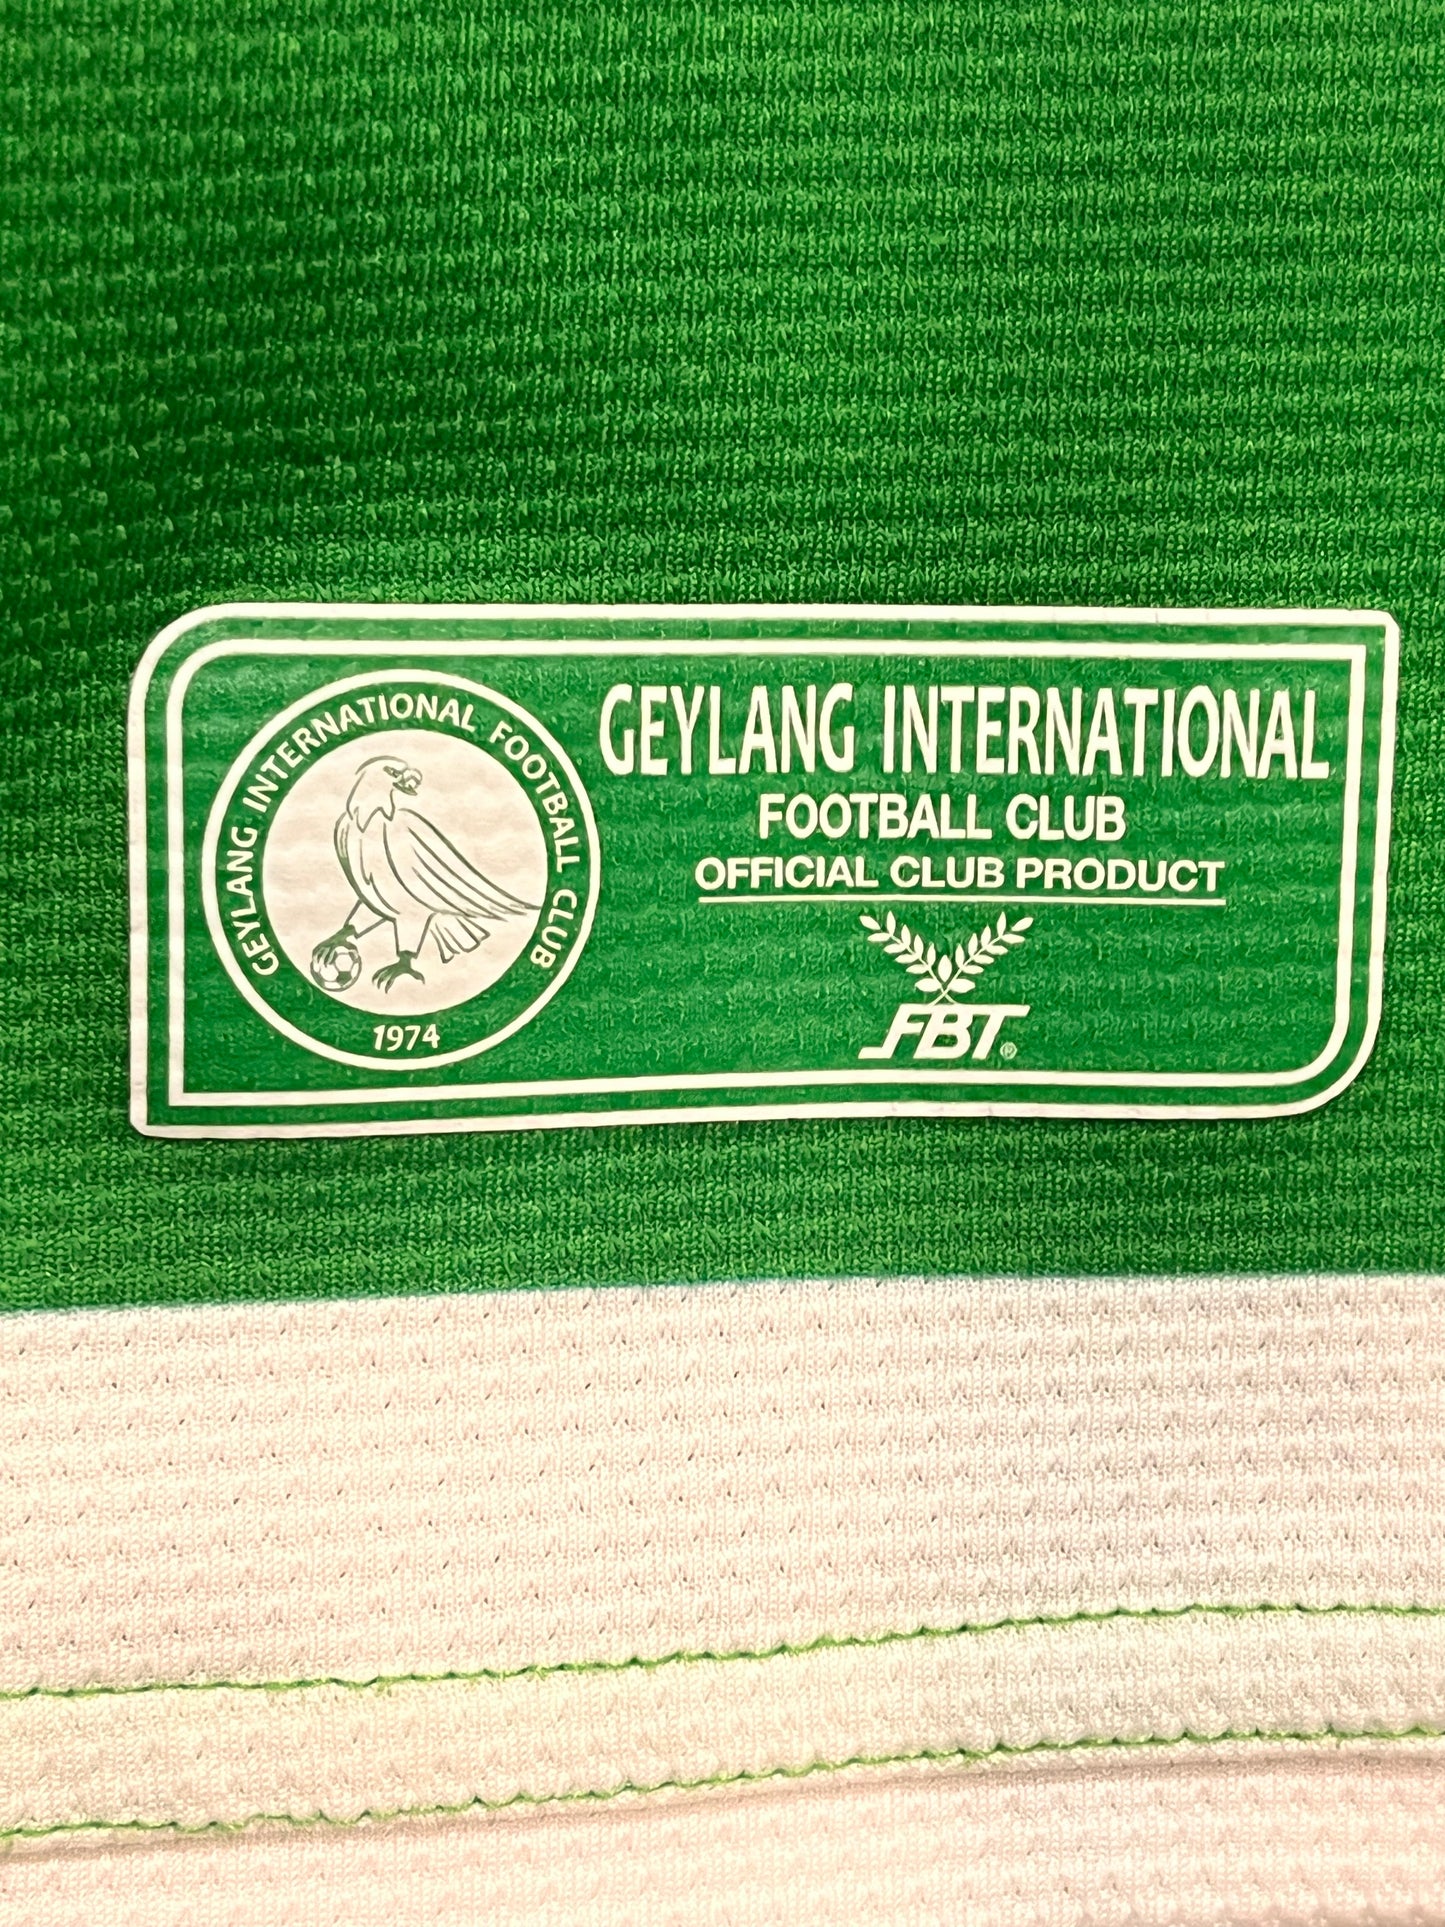 GEYLANG INTERNATIONAL FOOTBALL CLUB
1974
GEYLANG INTERNATIONAL
FOOTBALL CLUB
OFFICIAL CLUB PRODUCT
FBT®